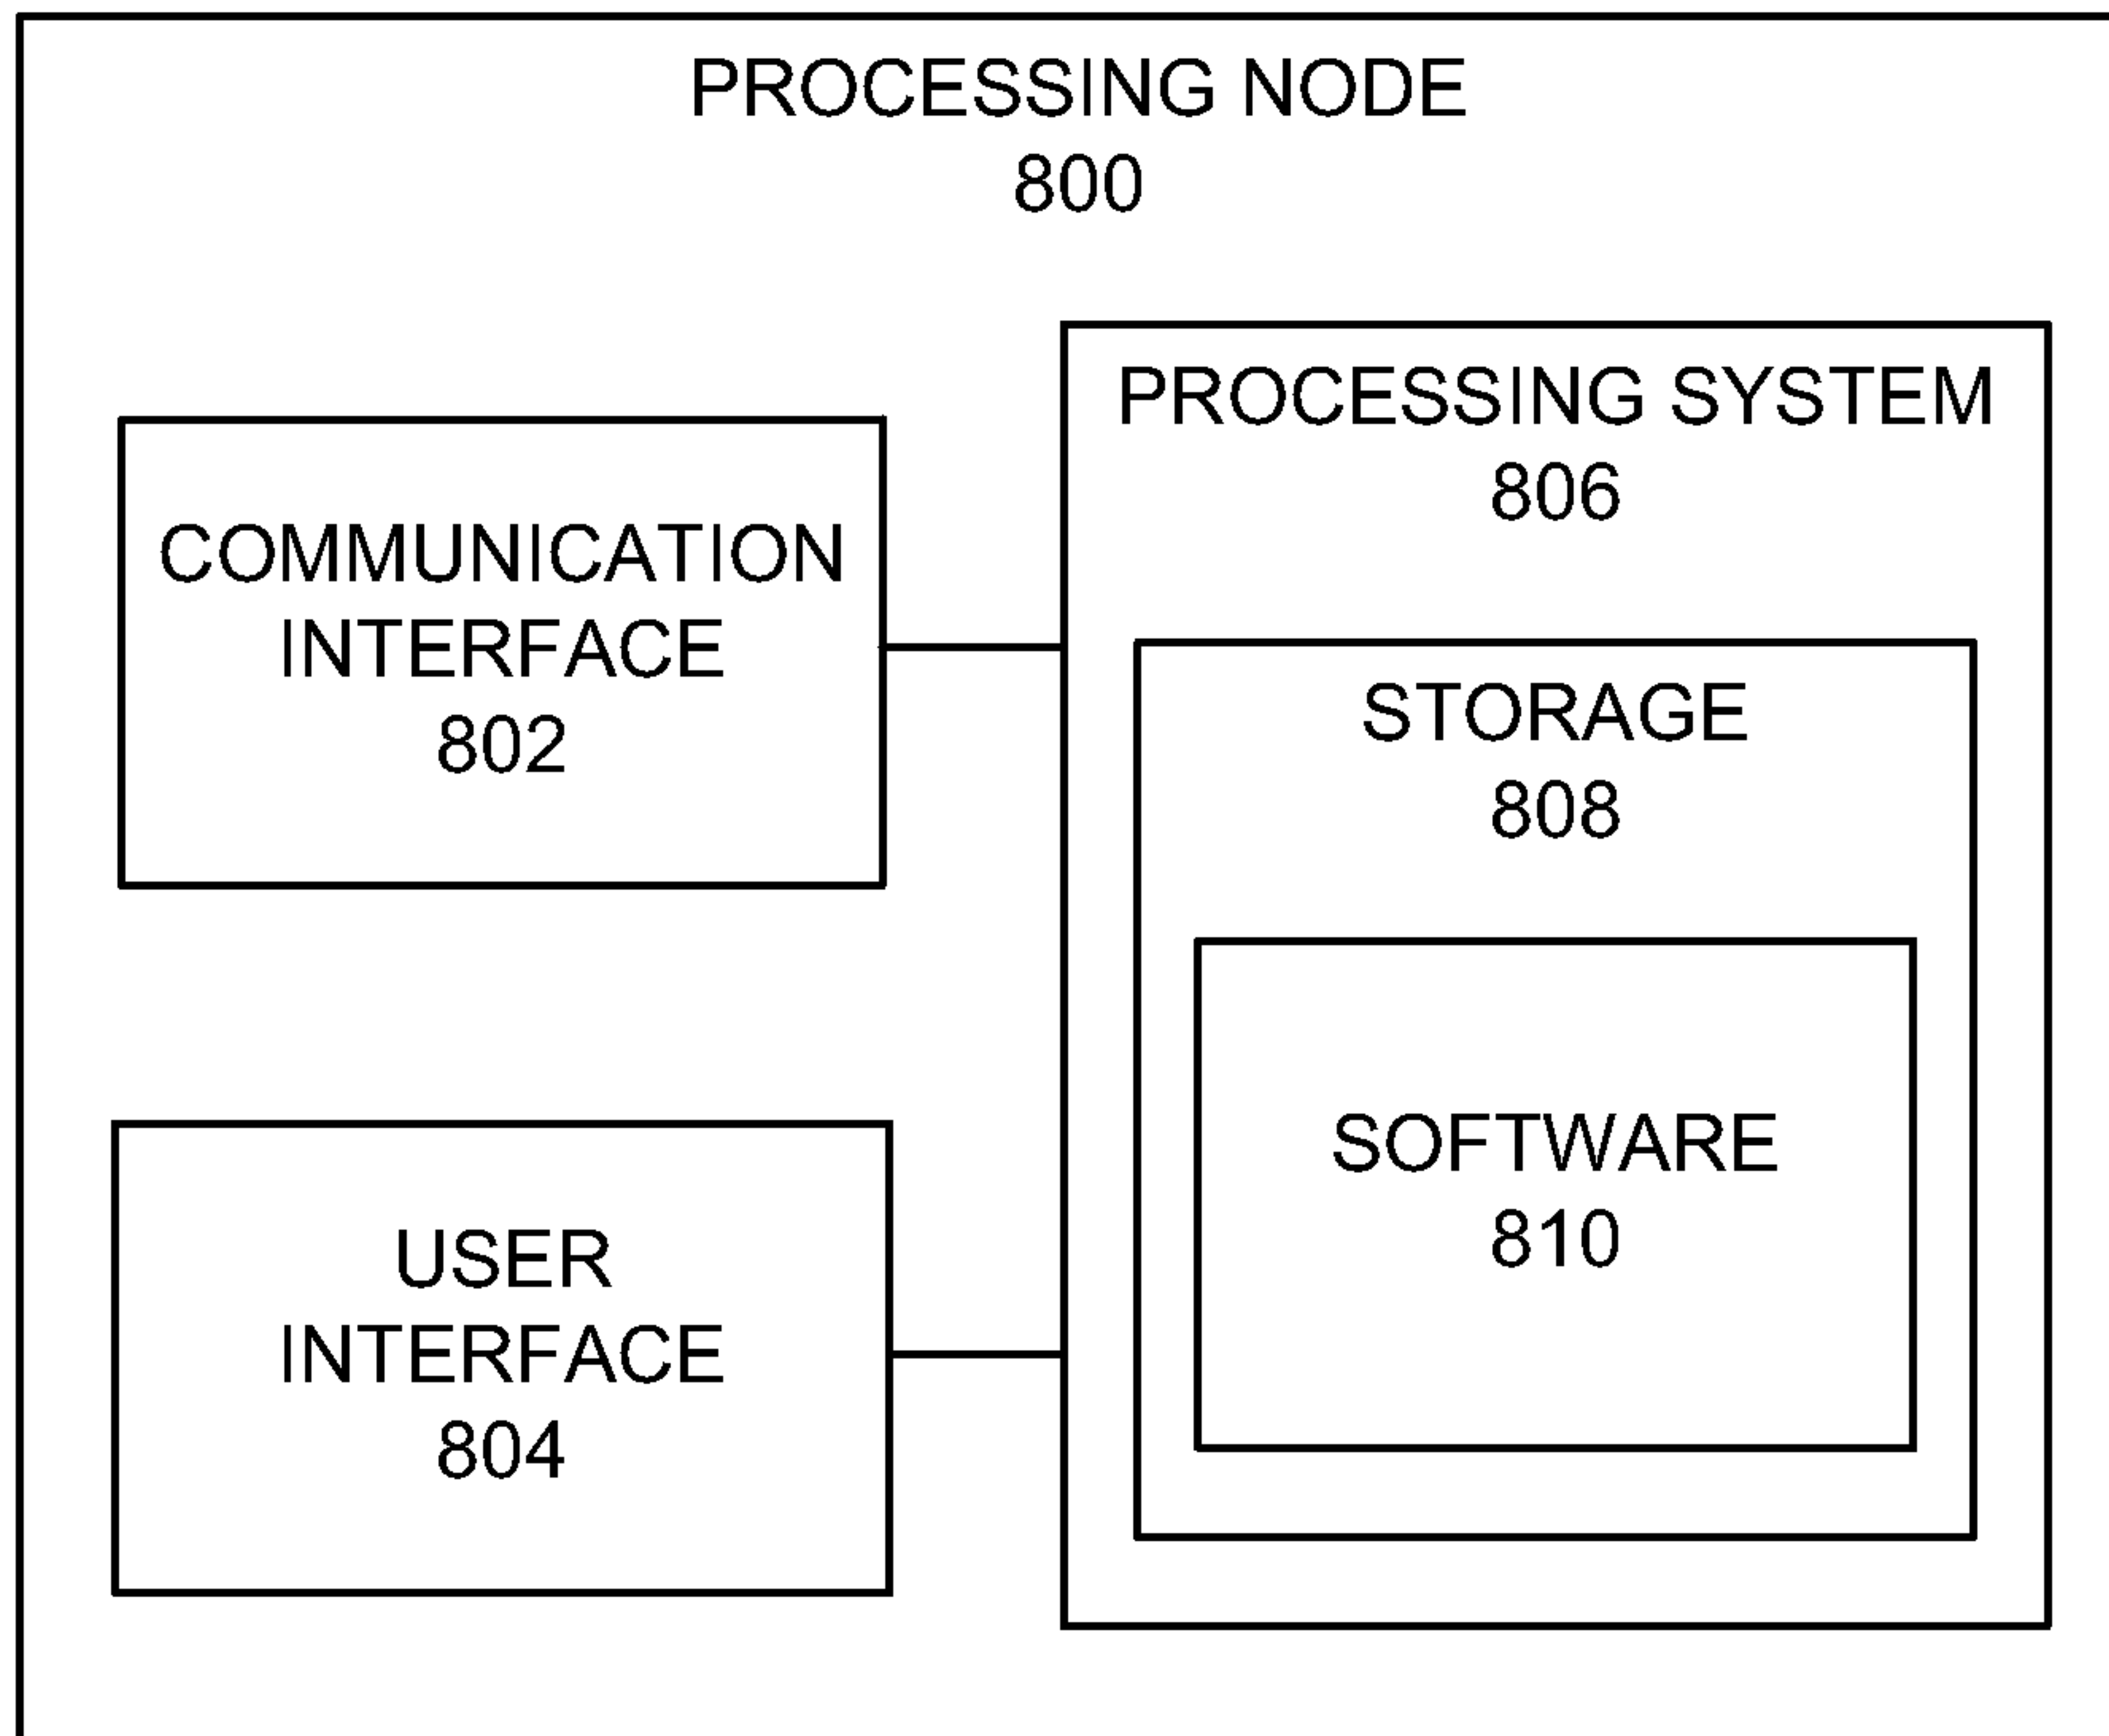 PROCESSING NODE
800
COMMUNICATION
INTERFACE
802
USER
INTERFACE
804
PROCESSING SYSTEM
806
STORAGE
808
SOFTWARE
810